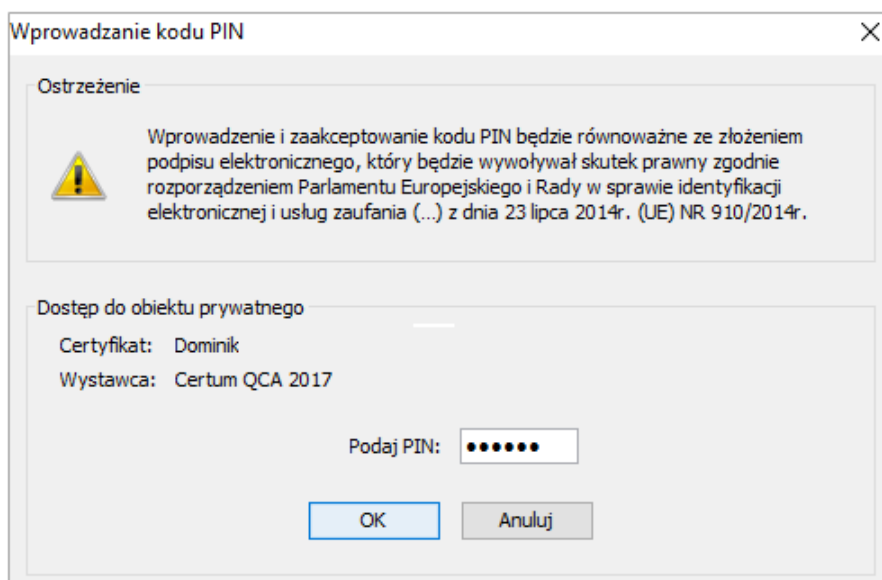 Wprowadzanie kodu PIN
Ostrzeżenie
Wprowadzenie i zaakceptowanie kodu PIN będzie równoważne ze złożeniem
podpisu elektronicznego, który będzie wywoływał skutek prawny zgodnie
rozporządzeniem Parlamentu Europejskiego i Rady w sprawie identyfikacji
elektronicznej i usług zaufania (...) z dnia 23 lipca 2014r. (UE) NR 910/2014r.
Dostęp do obiektu prywatnego
Certyfikat: Dominik
Wystawca: Certum QCA 2017
Podaj PIN: ●●●●●●
OK Anuluj